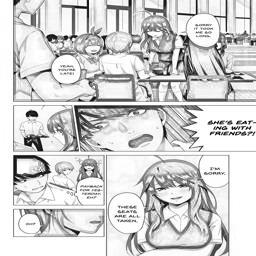 SORRY
IT TOOK
ME SO
LONG.
YEAH,
YOU'RE
LATE!
SHE'S EAT-
ING WITH
FRIENDS?!
I'M
SORRY.
PAYBACK
FOR YES-
TERDAY,
EH?
THESE
SEATS
ARE ALL
TAKEN.
EH?